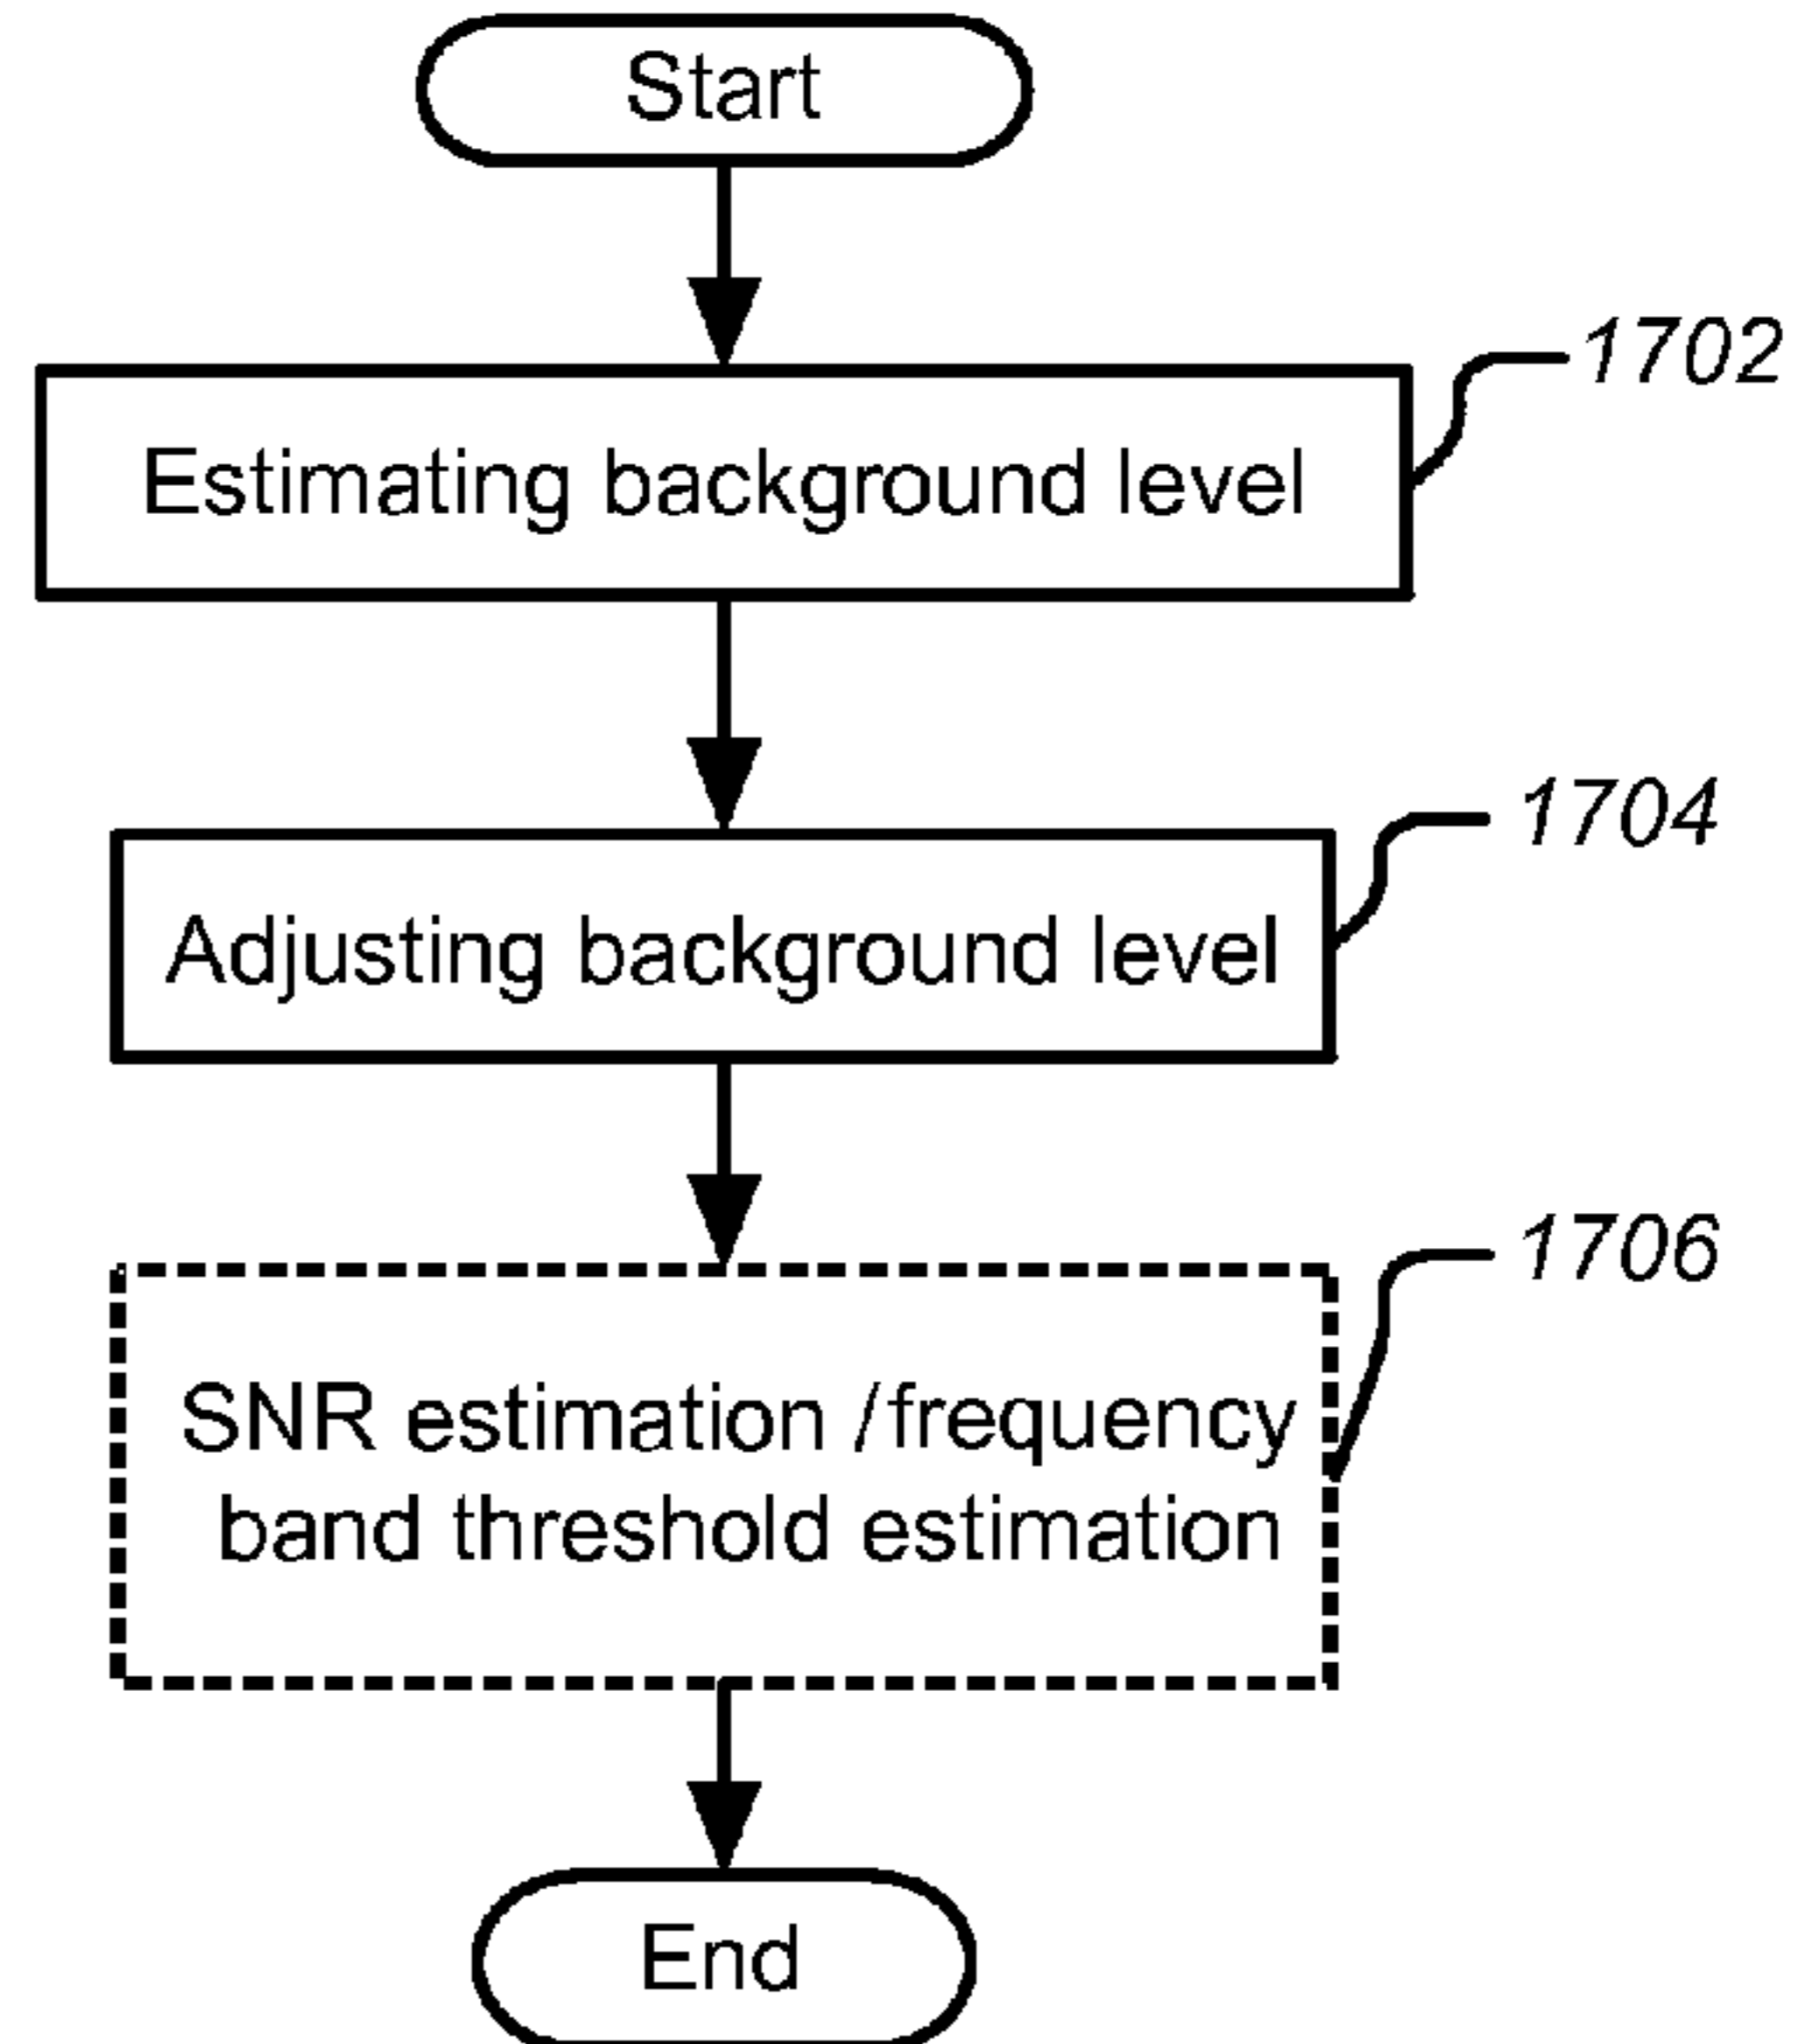 Start
1702
Estimating background level
1704
Adjusting background level
1706
SNR estimation /frequency
band threshold estimation
End